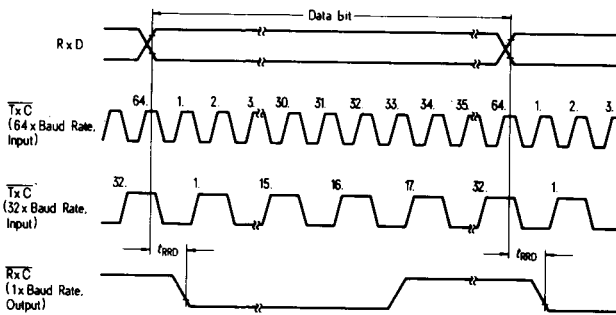 Data bit
R x D
64. 1. 2. 3. 30. 31. 32. 33. 34. 35. 64. 1. 2. 3.
TxC
(64 x Baud Rate,
Input)
32. 1. 15. 16. 17. 32. 1.
TxC
(32 x Baud Rate,
Input)
tRRD tRRD
RxC
(1x Baud Rate,
Output)